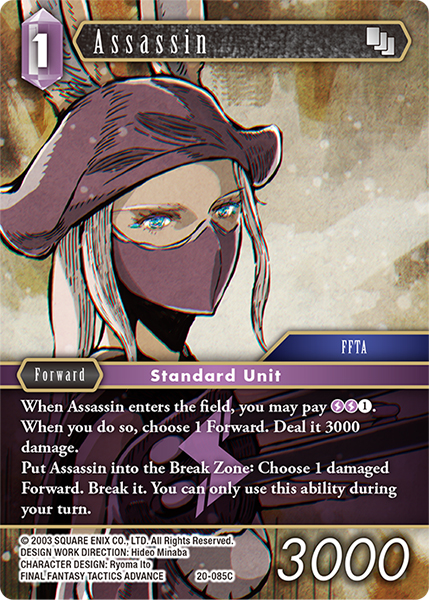 1
Assassin
FFTA
Forward
Standard Unit
When Assassin enters the field, you may pay 1.
When you do so, choose 1 Forward. Deal it 3000
damage.
Put Assassin into the Break Zone: Choose 1 damaged
Forward. Break it. You can only use this ability during
your turn.
© 2003 SQUARE ENIX CO., LTD. All Rights Reserved.
DESIGN WORK DIRECTION: Hideo Minaba
CHARACTER DESIGN: Ryoma Ito
FINAL FANTASY TACTICS ADVANCE
20-085C
3000